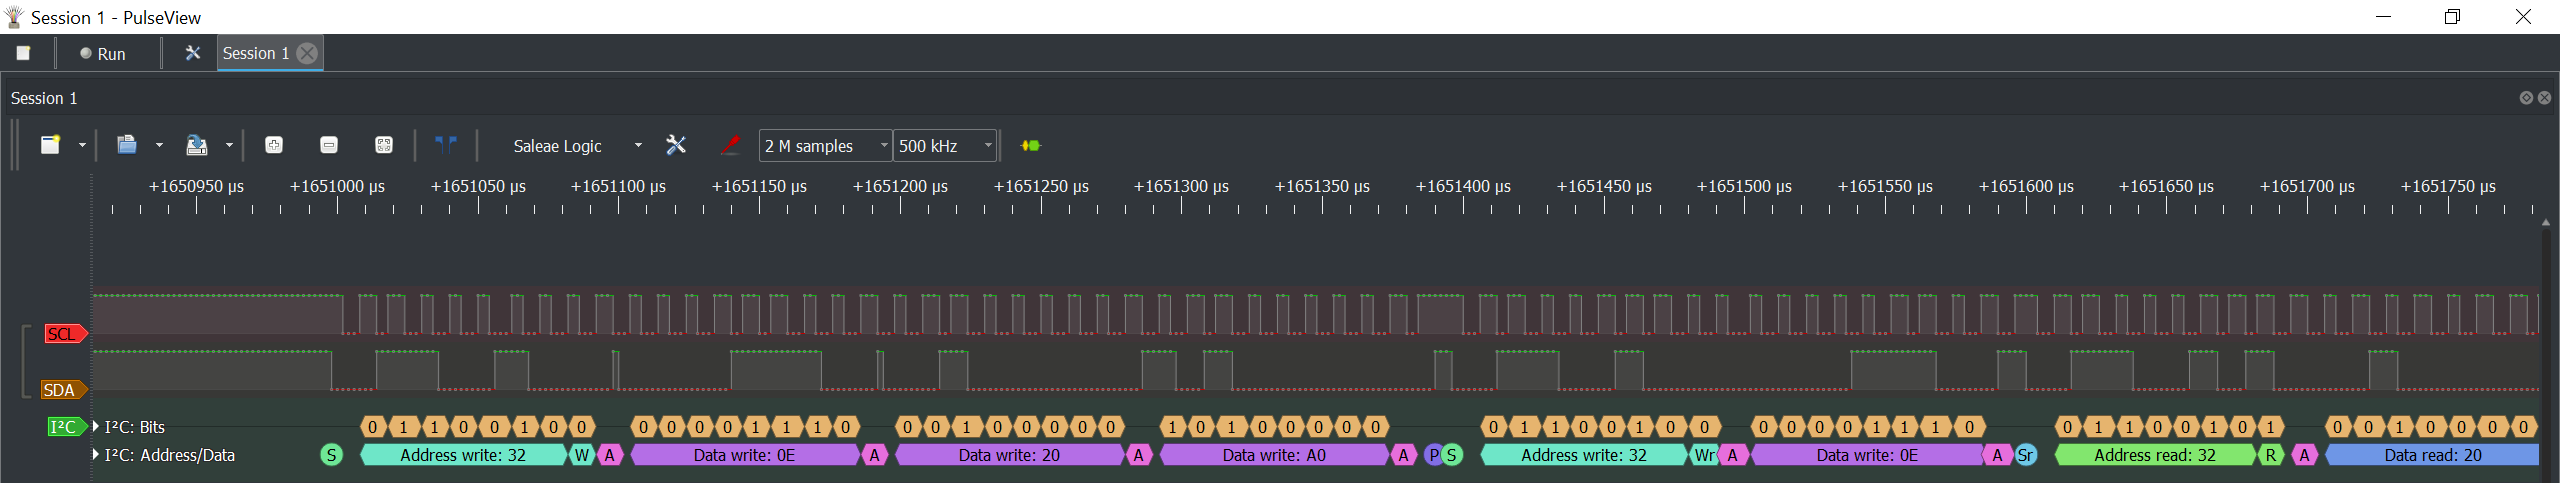 Session 1 - PulseView
Run
Session 1
Session 1
Saleae Logic 2 M samples 500 kHz
+1650950 µs +1651000 µs +1651050 µs +1651100 µs +1651150 µs +1651200 µs +1651250 µs +1651300 µs +1651350 µs +1651400 µs +1651450 µs +1651500 µs +1651550 µs +1651600 µs +1651650 µs +1651700 µs +1651750 µs
SCL
SDA
I²C I²C: Bits 0 1 1 0 0 1 0 0 0 0 0 0 1 1 1 0 0 0 1 0 0 0 0 0 1 0 1 0 0 0 0 0 0 1 1 0 0 1 0 0 0 0 0 0 1 1 1 0 0 1 1 0 0 1 0 1 0 0 1 0 0 0 0 0
I²C: Address/Data S Address write: 32 W A Data write: 0E A Data write: 20 A Data write: A0 A P S Address write: 32 Wr A Data write: 0E A Sr Address read: 32 R A Data read: 20